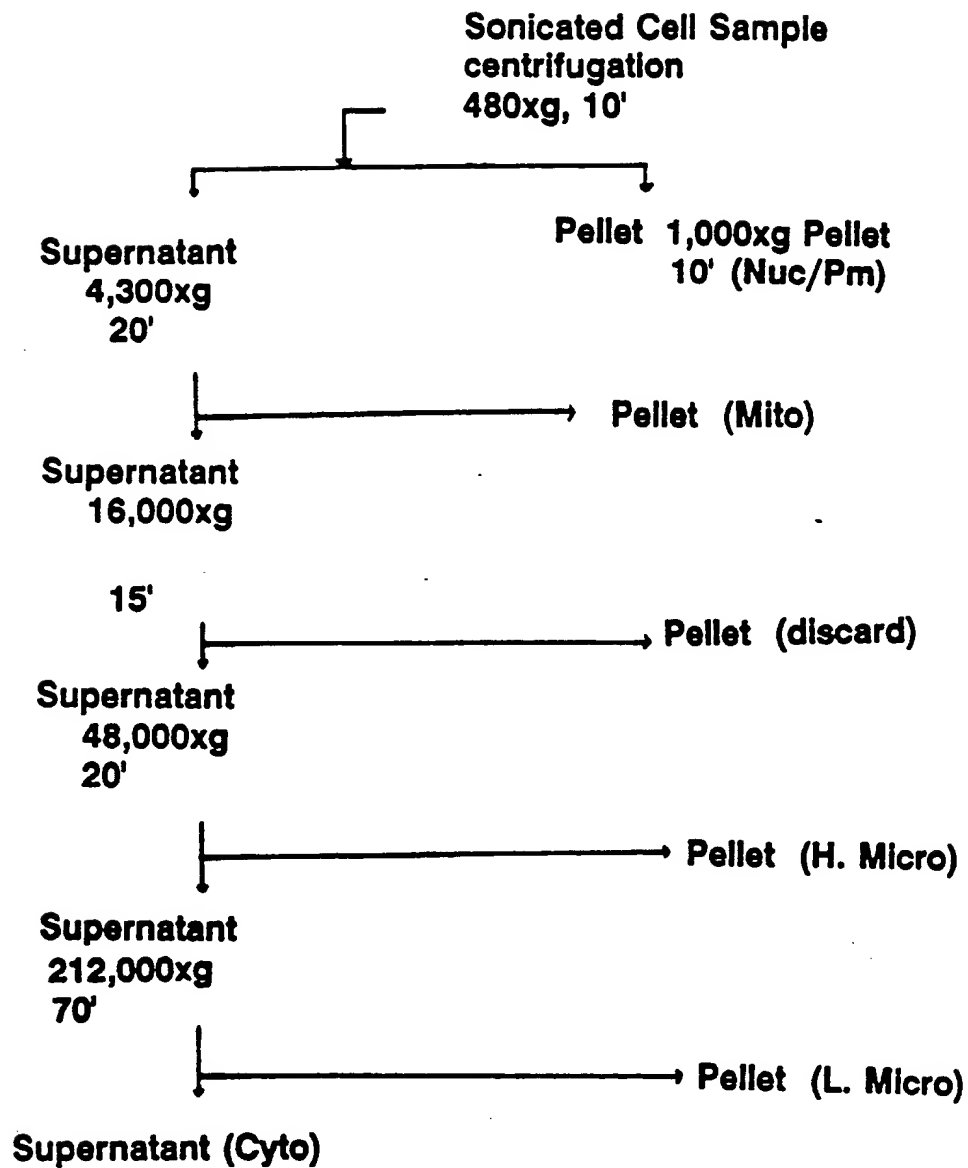 Sonicated Cell Sample
centrifugation
480xg, 10'
Supernatant
4,300xg
20'
Pellet 1,000xg Pellet
10' (Nuc/Pm)
Pellet (Mito)
Supernatant
16,000xg
15'
Pellet (discard)
Supernatant
48,000xg
20'
Pellet (H. Micro)
Supernatant
212,000xg
70'
Pellet (L. Micro)
Supernatant (Cyto)